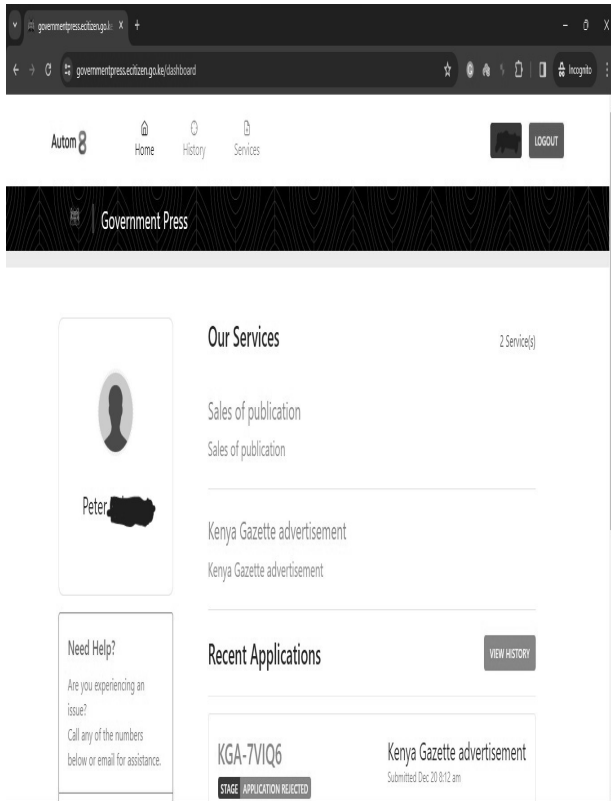 governmentpress.ecitizen.go.ke
governmentpress.ecitizen.go.ke/dashboard
Incognito
Autom8
Home
History
Services
LOGOUT
Government Press
Peter
Need Help?
Are you experiencing an
issue?
Call any of the numbers
below or email for assistance.
Our Services
2 Service(s)
Sales of publication
Sales of publication
Kenya Gazette advertisement
Kenya Gazette advertisement
Recent Applications
VIEW HISTORY
KGA-7VIQ6
STAGE APPLICATION REJECTED
Kenya Gazette advertisement
Submitted Dec 20 8:12 am